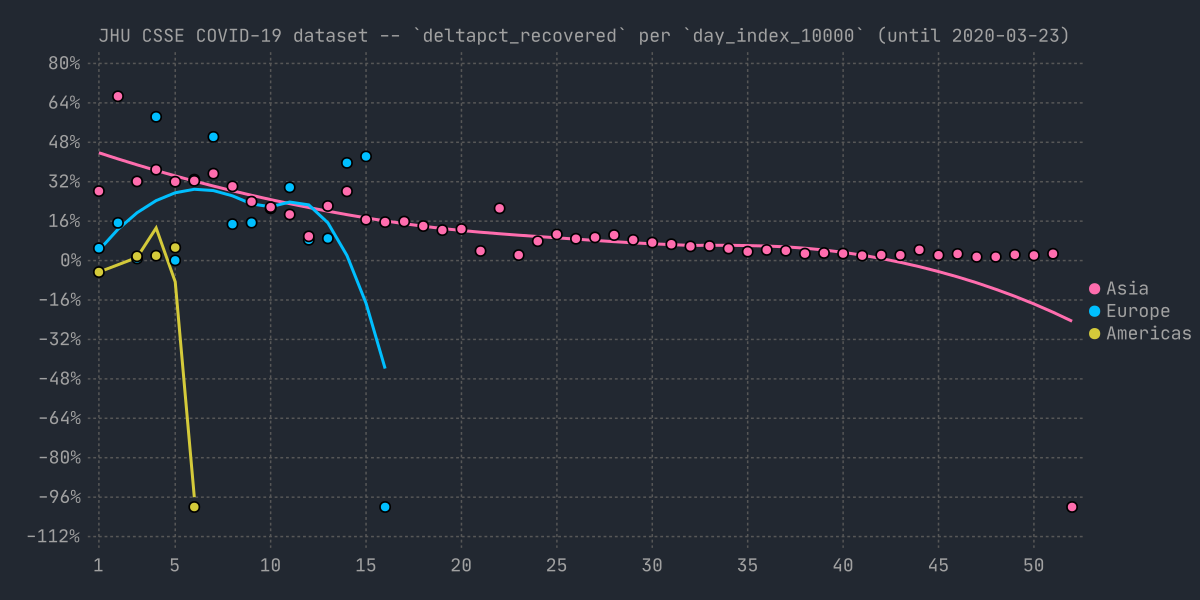 JHU CSSE COVID-19 dataset -- `deltapct_recovered` per `day_index_10000` (until 2020-03-23)
80%
64%
48%
32%
16%
0%
-16%
-32%
-48%
-64%
-80%
-96%
-112%
1 5 10 15 20 25 30 35 40 45 50
Asia
Europe
Americas